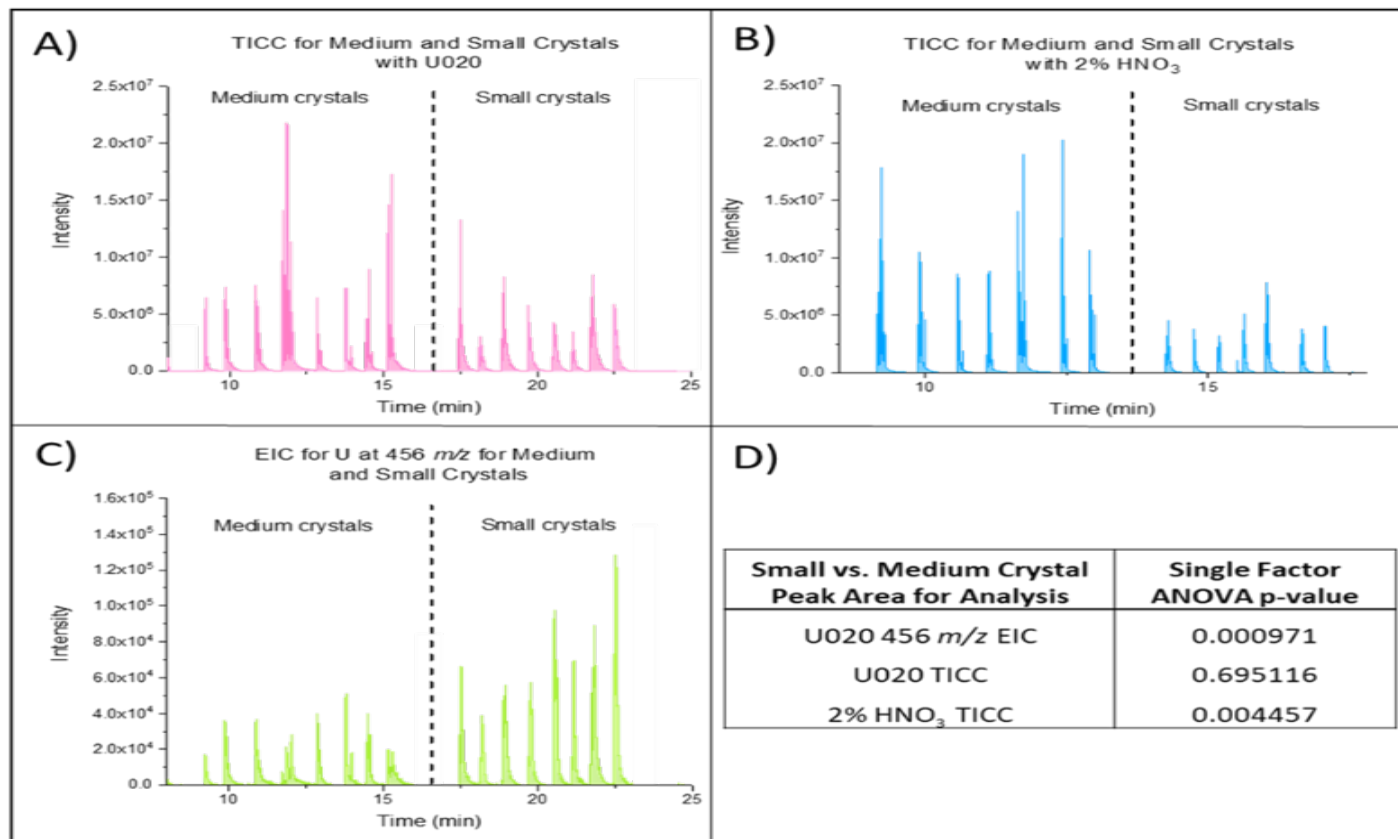 A)
TICC for Medium and Small Crystals
with U020
2.5x10⁷
2.0x10⁷
1.5x10⁷
1.0x10⁷
5.0x10⁶
0.0
Intensity
Medium crystals
Small crystals
10
15
20
25
Time (min)
B)
TICC for Medium and Small Crystals
with 2% HNO₃
2.5x10⁷
2.0x10⁷
1.5x10⁷
1.0x10⁷
5.0x10⁶
0.0
Intensity
Medium crystals
Small crystals
10
15
Time (min)
C)
EIC for U at 456 m/z for Medium
and Small Crystals
1.6x10⁵
1.4x10⁵
1.2x10⁵
1.0x10⁵
8.0x10⁴
6.0x10⁴
4.0x10⁴
2.0x10⁴
0.0
Intensity
Medium crystals
Small crystals
10
15
20
25
Time (min)
D)
Small vs. Medium Crystal
Peak Area for Analysis
Single Factor
ANOVA p-value
U020 456 m/z EIC
0.000971
U020 TICC
0.695116
2% HNO₃ TICC
0.004457